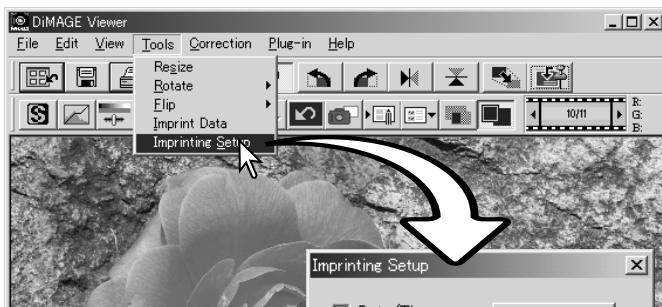 DiMAGE Viewer
File Edit View Tools Correction Plug-in Help
Resize
Rotate
Flip
Imprint Data
Imprinting Setup
10/11
R:
G:
B:
Imprinting Setup